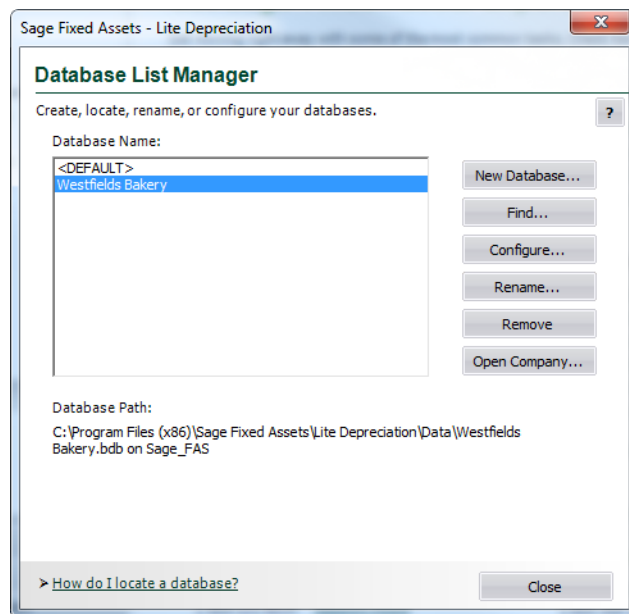 Sage Fixed Assets - Lite Depreciation
x
Database List Manager
Create, locate, rename, or configure your databases.
?
Database Name:
<DEFAULT>
Westfields Bakery
New Database...
Find...
Configure...
Rename...
Remove
Open Company...
Database Path:
C:\Program Files (x86)\Sage Fixed Assets\Lite Depreciation\Data\Westfields
Bakery.bdb on Sage_FAS
➤ How do I locate a database?
Close